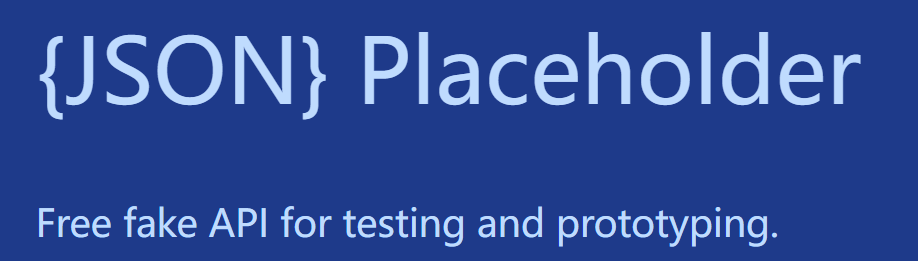 {JSON} Placeholder
Free fake API for testing and prototyping.